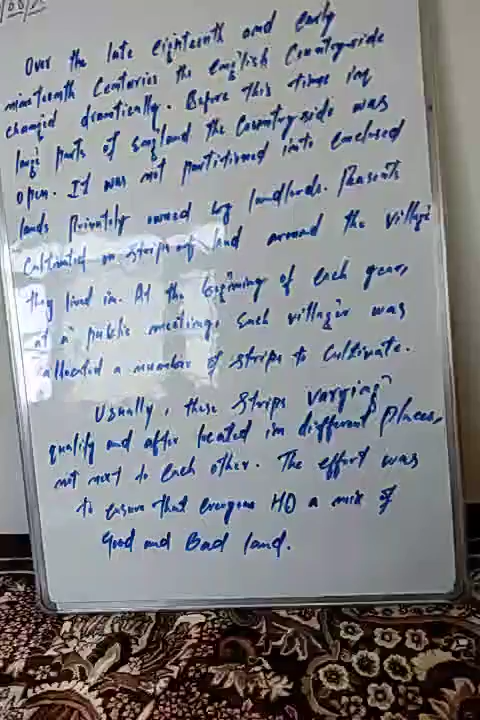 Over the late eighteenth and early
nineteenth Centuries the english Countryside
changed dramatically. Before this time in
large parts of England the Countryside was
open. It was not partitioned into enclosed
lands privately owned by landlords. Peasents
Cultivated on strips of land around the village
they lived in. At the beginning of each year,
at a public meeting, each villager was
allocated a number of strips to Cultivate.
Usually, these strips varying
quality and after located in different places,
not next to each other. The effort was
to ensure that everyone HD a mix of
Good and Bad land.